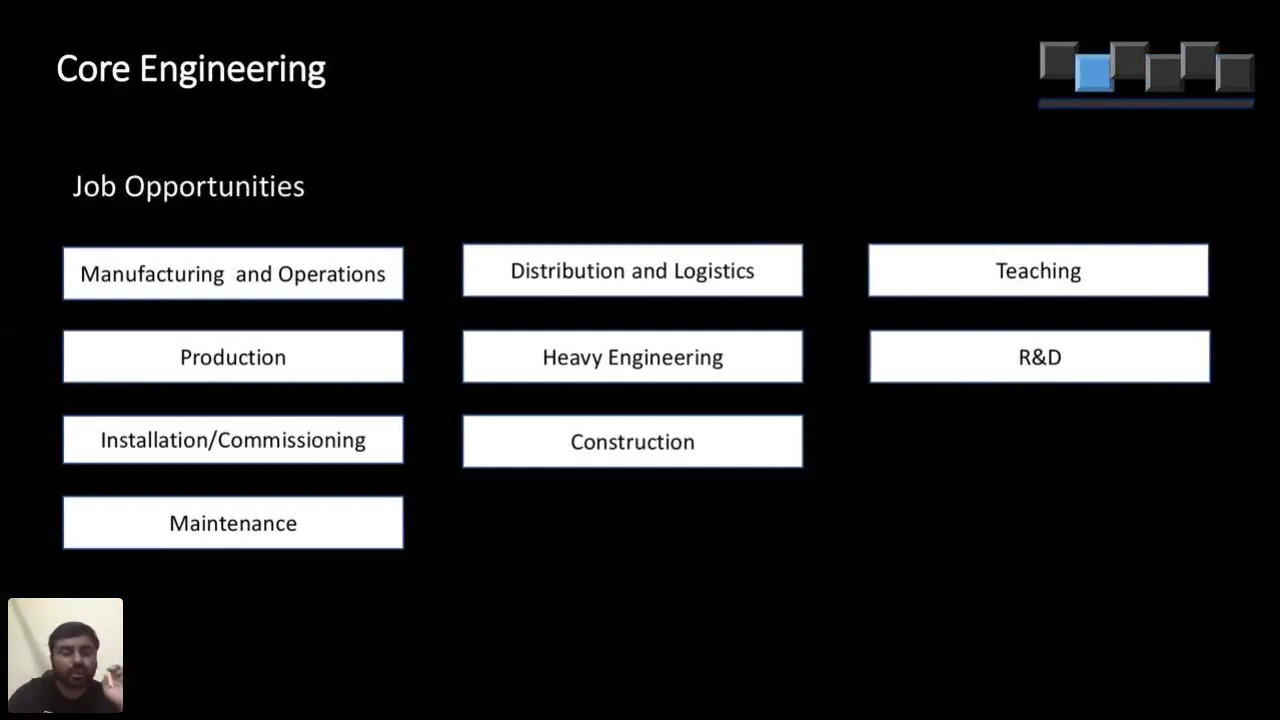 Core Engineering
Job Opportunities
Manufacturing  and Operations
Production
Installation/Commissioning
Maintenance
Distribution and Logistics
Heavy Engineering
Construction
Teaching
R&D